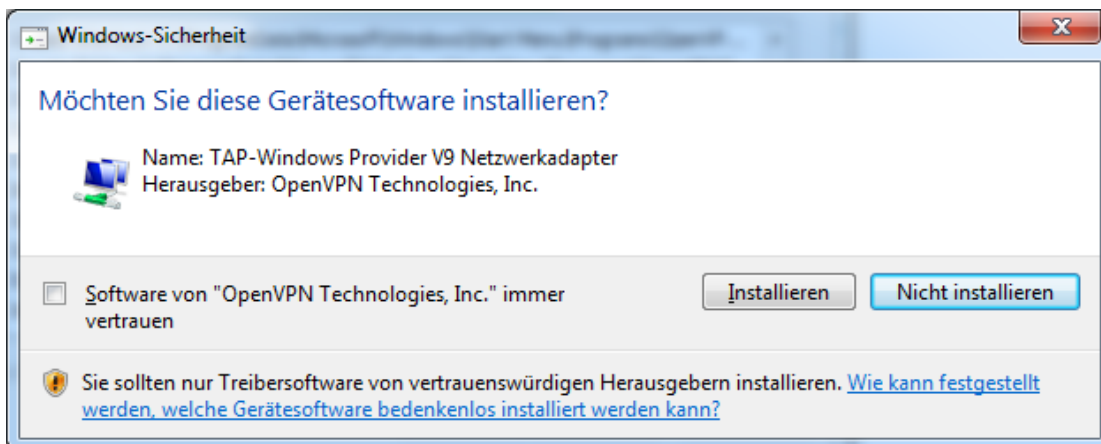 Windows-Sicherheit
Möchten Sie diese Gerätesoftware installieren?
Name: TAP-Windows Provider V9 Netzwerkadapter
Herausgeber: OpenVPN Technologies, Inc.
Software von "OpenVPN Technologies, Inc." immer
vertrauen
Installieren
Nicht installieren
Sie sollten nur Treibersoftware von vertrauenswürdigen Herausgebern installieren. Wie kann festgestellt
werden, welche Gerätesoftware bedenkenlos installiert werden kann?